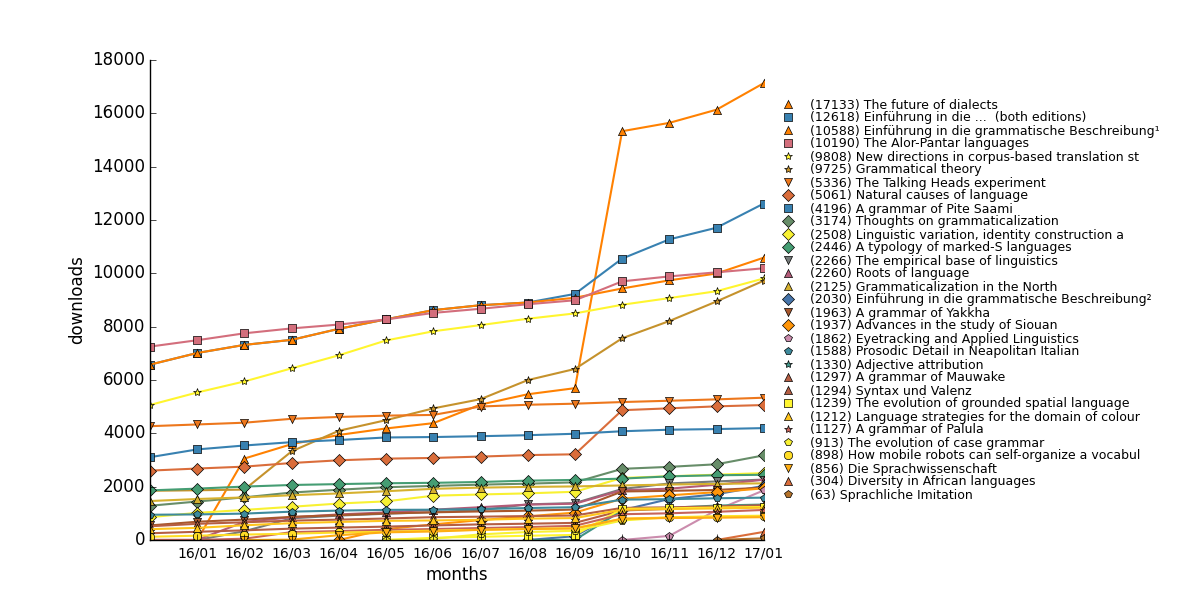 18000
16000
14000
12000
10000
8000
6000
4000
2000
0
downloads
16/01 16/02 16/03 16/04 16/05 16/06 16/07 16/08 16/09 16/10 16/11 16/12 17/01
months
(17133) The future of dialects
(12618) Einführung in die ... (both editions)
(10588) Einführung in die grammatische Beschreibung¹
(10190) The Alor-Pantar languages
(9808) New directions in corpus-based translation st
(9725) Grammatical theory
(5336) The Talking Heads experiment
(5061) Natural causes of language
(4196) A grammar of Pite Saami
(3174) Thoughts on grammaticalization
(2508) Linguistic variation, identity construction a
(2446) A typology of marked-S languages
(2266) The empirical base of linguistics
(2260) Roots of language
(2125) Grammaticalization in the North
(2030) Einführung in die grammatische Beschreibung²
(1963) A grammar of Yakkha
(1937) Advances in the study of Siouan
(1862) Eyetracking and Applied Linguistics
(1588) Prosodic Detail in Neapolitan Italian
(1330) Adjective attribution
(1297) A grammar of Mauwake
(1294) Syntax und Valenz
(1239) The evolution of grounded spatial language
(1212) Language strategies for the domain of colour
(1127) A grammar of Palula
(913) The evolution of case grammar
(898) How mobile robots can self-organize a vocabul
(856) Die Sprachwissenschaft
(304) Diversity in African languages
(63) Sprachliche Imitation